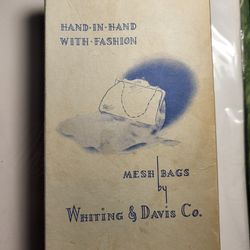 HAND·IN·HAND
WITH·FASHION
MESH BAGS
by
WHITING & DAVIS CO.